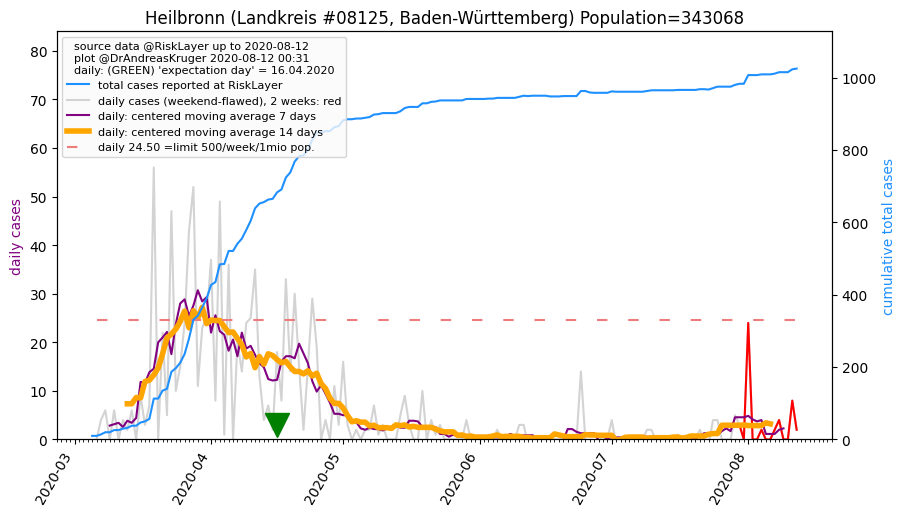 Heilbronn (Landkreis #08125, Baden-Württemberg) Population=343068
source data @RiskLayer up to 2020-08-12
plot @DrAndreasKruger 2020-08-12 00:31
daily: (GREEN) 'expectation day' = 16.04.2020
total cases reported at RiskLayer
daily cases (weekend-flawed), 2 weeks: red
daily: centered moving average 7 days
daily: centered moving average 14 days
daily 24.50 =limit 500/week/1mio pop.
daily cases
80
70
60
50
40
30
20
10
0
cumulative total cases
1000
800
600
400
200
0
2020-03
2020-04
2020-05
2020-06
2020-07
2020-08